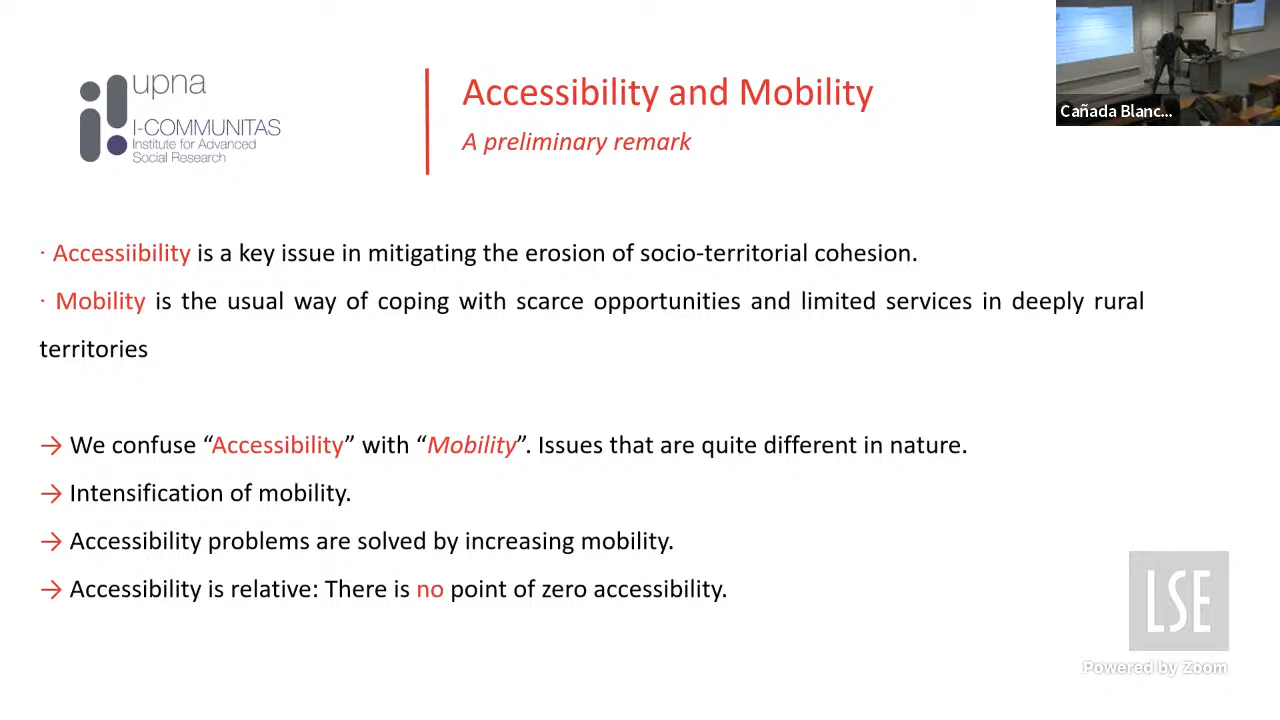 upna
I-COMMUNITAS
Institute for Advanced
Social Research
Accessibility and Mobility
A preliminary remark
Cañada Blanc...
· Accessiibility is a key issue in mitigating the erosion of socio-territorial cohesion.
· Mobility is the usual way of coping with scarce opportunities and limited services in deeply rural
territories
→ We confuse “Accessibility” with “Mobility”. Issues that are quite different in nature.
→ Intensification of mobility.
→ Accessibility problems are solved by increasing mobility.
→ Accessibility is relative: There is no point of zero accessibility.
LSE
Powered by Zoom